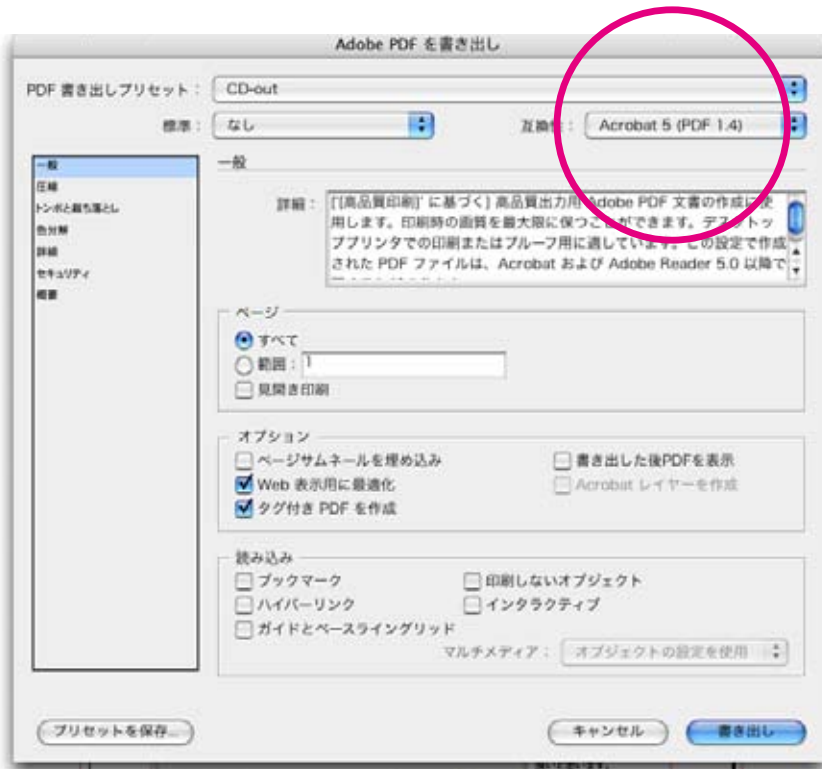 Adobe PDF を書き出し
PDF 書き出しプリセット： CD-out
標準： なし 互換性： Acrobat 5 (PDF 1.4)
一般
圧縮
トンボと裁ち落とし
色分解
詳細
セキュリティ
概要
一般
詳細： ['[高品質印刷]' に基づく] 高品質出力用 Adobe PDF 文書の作成に使
用します。印刷時の画質を最大限に保つことができます。デスクトッ
ププリンタでの印刷またはプルーフ用に適しています。この設定で作成
された PDF ファイルは、Acrobat および Adobe Reader 5.0 以降で
ページ
すべて
範囲： 1
見開き印刷
オプション
ページサムネールを埋め込み 書き出した後PDFを表示
Web 表示用に最適化 Acrobat レイヤーを作成
タグ付き PDF を作成
読み込み
ブックマーク 印刷しないオブジェクト
ハイパーリンク インタラクティブ
ガイドとベースライングリッド
マルチメディア： オブジェクトの設定を使用
プリセットを保存... キャンセル 書き出し